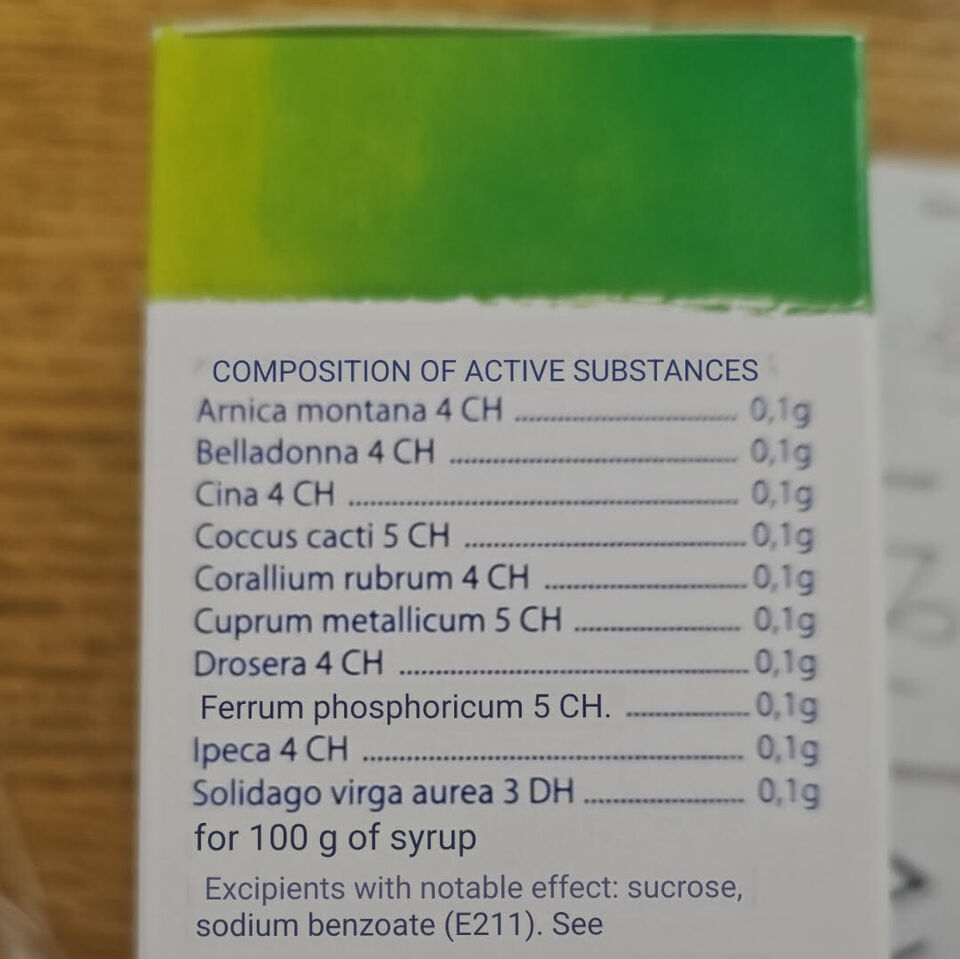 COMPOSITION OF ACTIVE SUBSTANCES
Arnica montana 4 CH ........................................ 0,1g
Belladonna 4 CH ........................................ 0,1g
Cina 4 CH ........................................ 0,1g
Coccus cacti 5 CH ........................................ 0,1g
Corallium rubrum 4 CH ........................................ 0,1g
Cuprum metallicum 5 CH ........................................ 0,1g
Drosera 4 CH ........................................ 0,1g
Ferrum phosphoricum 5 CH. ........................................ 0,1g
Ipeca 4 CH ........................................ 0,1g
Solidago virga aurea 3 DH ........................................ 0,1g
for 100 g of syrup
Excipients with notable effect: sucrose,
sodium benzoate (E211). See